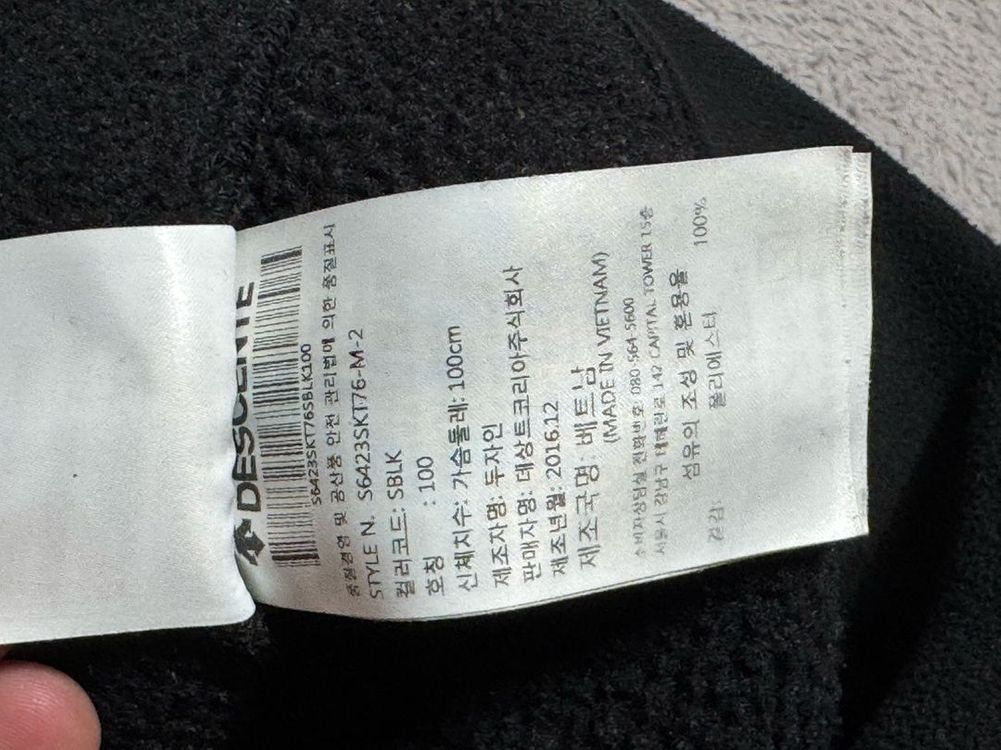 DESCENTE
S6423SKT76SBLK100
품질경영 및 공산품 안전 관리법에 의한 품질표시
STYLE N. S6423SKT76-M-2
컬러코드: SBLK
호칭 : 100
신체치수: 가슴둘레: 100cm
제조자명: 두자인
판매자명: 데상트코리아주식회사
제조년월: 2016.12
제조국명: 베트남
(MADE IN VIETNAM)
소비자상담실 전화번호: 080-564-5600
서울시 강남구 테헤란로 142 CAPITAL TOWER 15층
섬유의 조성 및 혼용율
겉감: 폴리에스터 100%